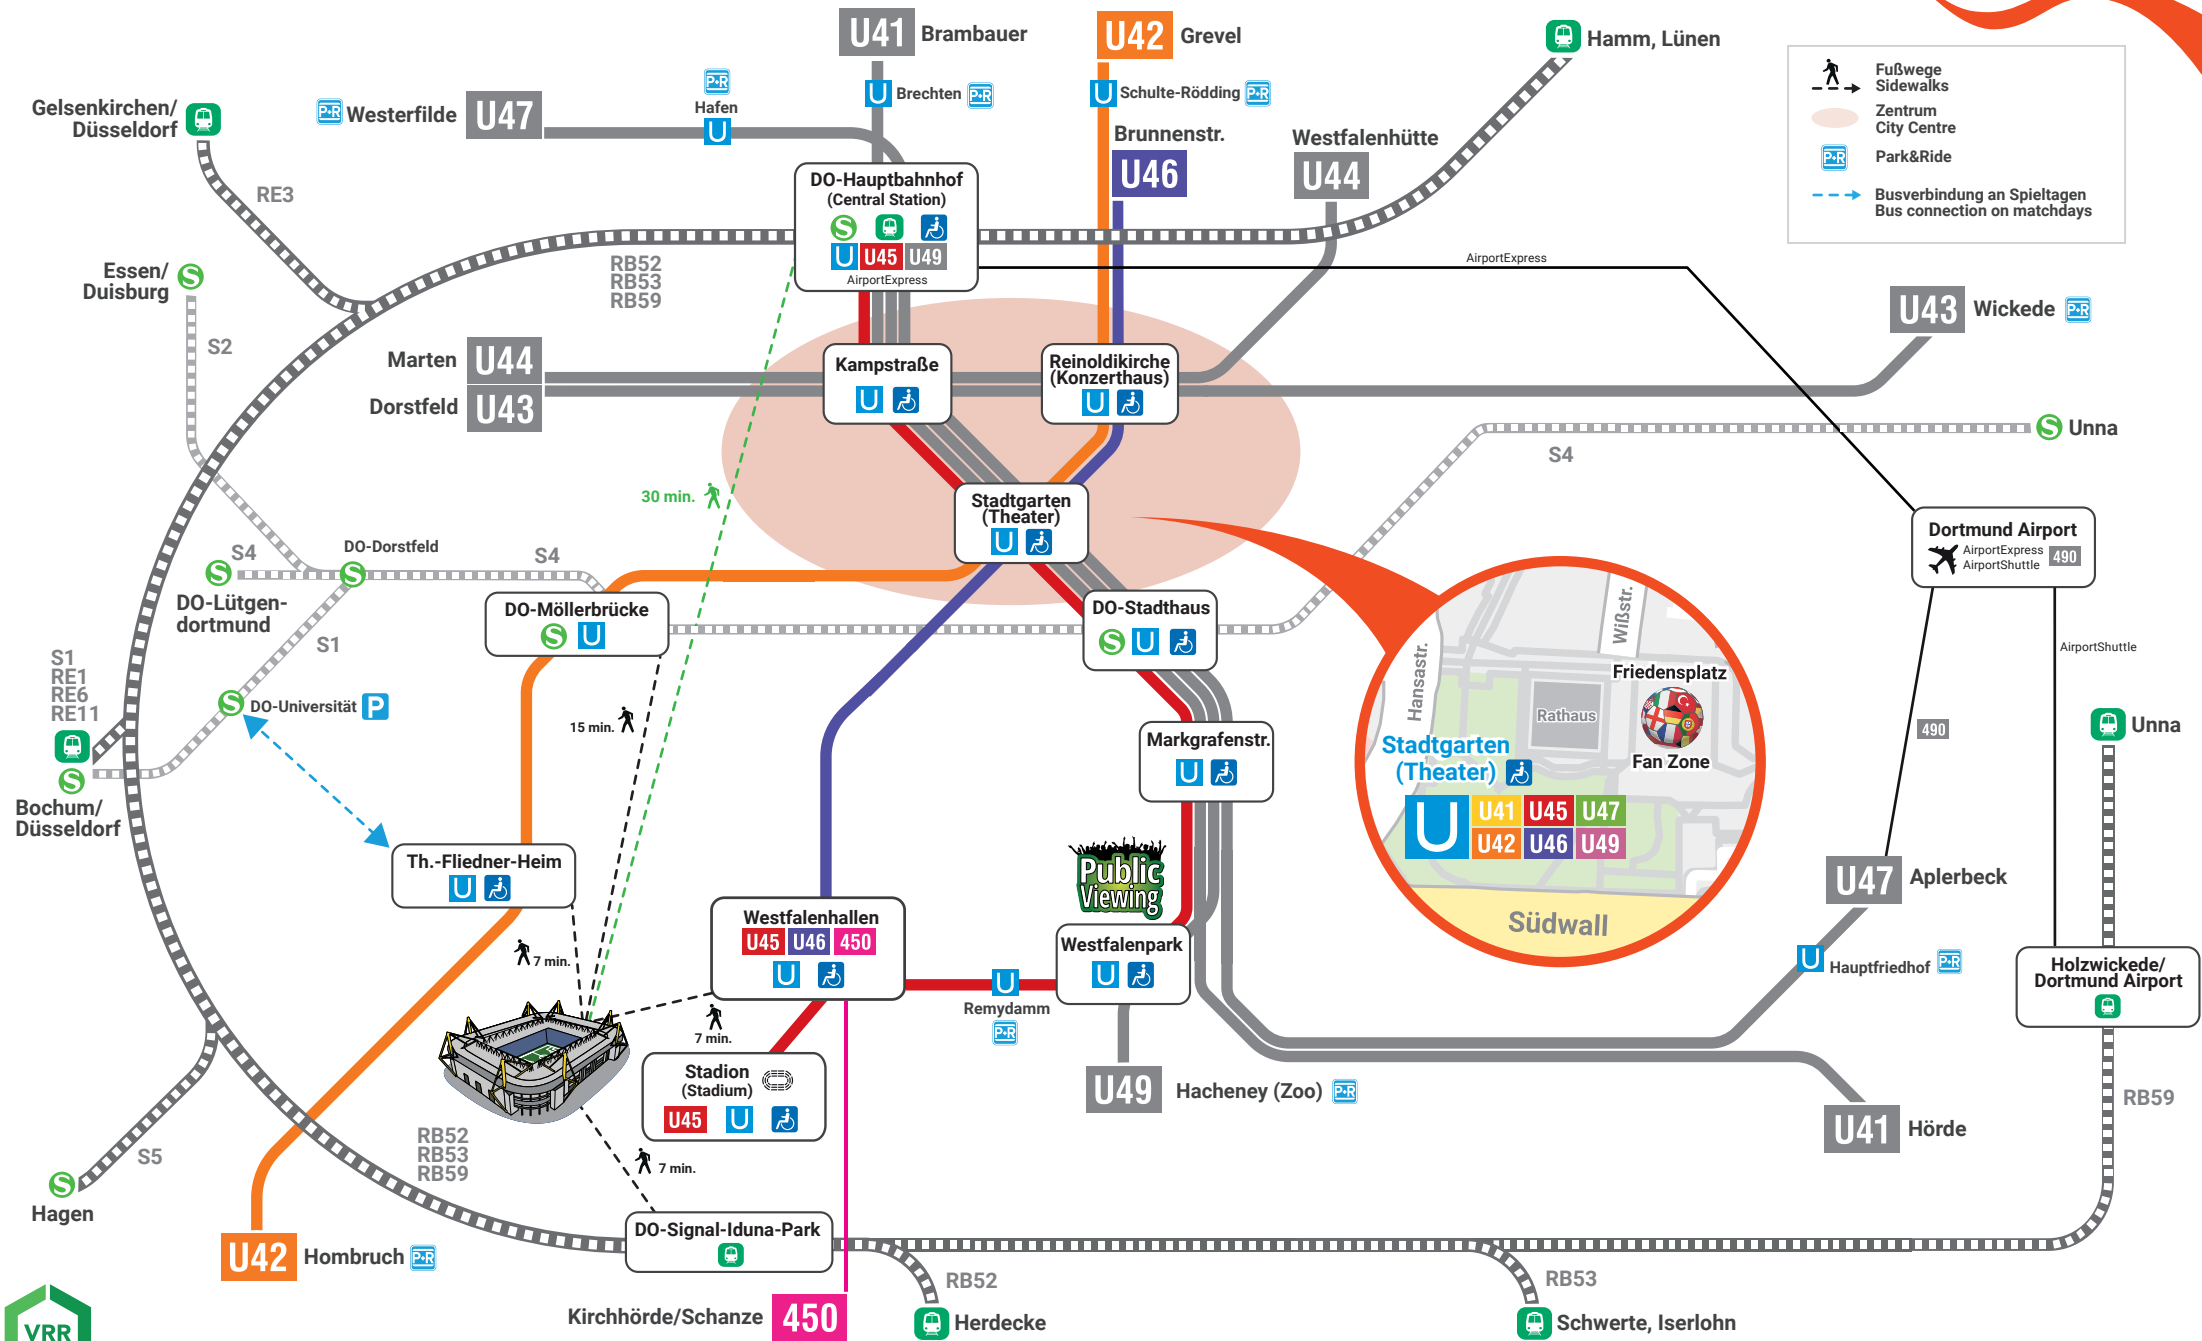 U41 Brambauer
U42 Grevel
Hamm, Lünen
Fußwege
Sidewalks
Zentrum
City Centre
P+R Park&Ride
Busverbindung an Spieltagen
Bus connection on matchdays
Gelsenkirchen/
Düsseldorf
P+R Westerfilde U47
P+R
Hafen
U
U Brechten P+R
U Schulte-Rödding P+R
Brunnenstr.
U46
Westfalenhütte
U44
RE3
DO-Hauptbahnhof
(Central Station)
S
U U45 U49
AirportExpress
AirportExpress
RB52
RB53
RB59
Essen/
Duisburg
S
S2
U43 Wickede P+R
Marten U44
Dorstfeld U43
Kampstraße
U
Reinoldikirche
(Konzerthaus)
U
S Unna
S4
30 min.
Stadtgarten
(Theater)
U
Dortmund Airport
AirportExpress
AirportShuttle
490
S4
S
DO-Lütgen-
dortmund
DO-Dorstfeld
S
S4
S1
DO-Möllerbrücke
S U
DO-Stadthaus
S U
AirportShuttle
490
S1
RE1
RE6
RE11
S
Bochum/
Düsseldorf
S DO-Universität P
15 min.
Markgrafenstr.
U
Wißstr.
Hansastr.
Friedensplatz
Rathaus
Fan Zone
Stadtgarten
(Theater)
U
U41 U45 U47
U42 U46 U49
Südwall
Unna
Th.-Fliedner-Heim
U
Public
Viewing
U47 Aplerbeck
Westfalenhallen
U45 U46 450
U
Westfalenpark
U
7 min.
U
Remydamm
P+R
U Hauptfriedhof P+R
Holzwickede/
Dortmund Airport
7 min.
Stadion
(Stadium)
U45 U
U49 Hacheney (Zoo) P+R
U41 Hörde
RB59
S5
S
Hagen
RB52
RB53
RB59
7 min.
DO-Signal-Iduna-Park
U42 Hombruch P+R
RB52
RB53
Kirchhörde/Schanze 450
Herdecke
Schwerte, Iserlohn
VRR